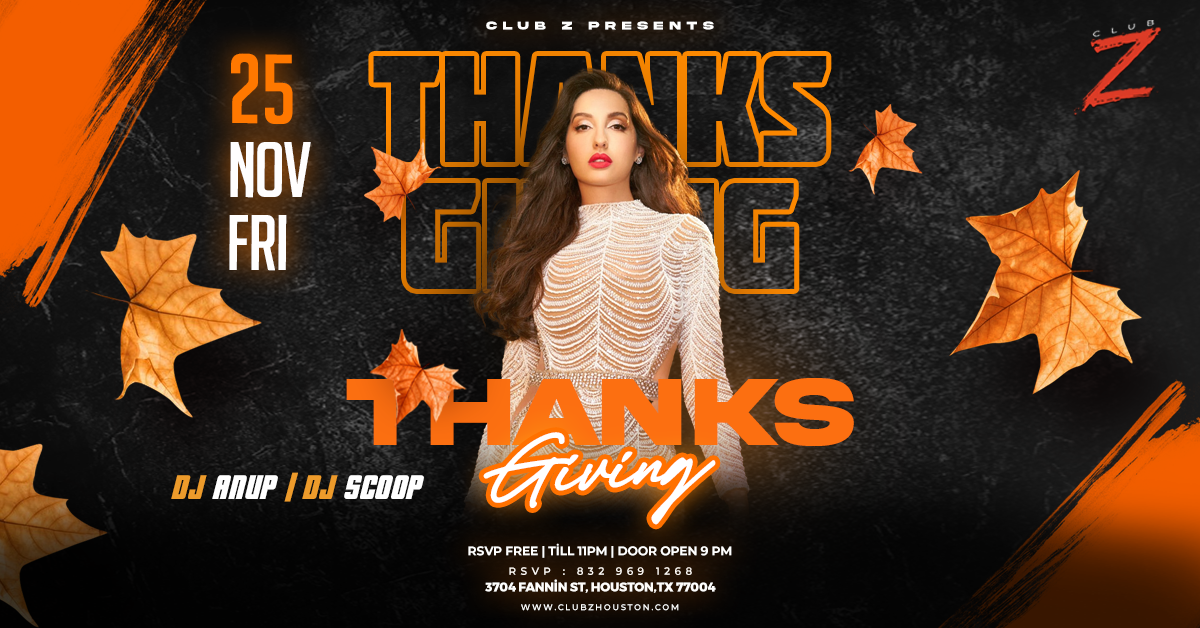 CLUB Z PRESENTS
CLUB
Z
25
NOV
FRI
THANKS
GIVING
THANKS
Giving
DJ ANUP / DJ SCOOP
RSVP FREE | TİLL 11PM | DOOR OPEN 9 PM
RSVP : 832 969 1268
3704 FANNİN ST, HOUSTON,TX 77004
WWW.CLUBZHOUSTON.COM